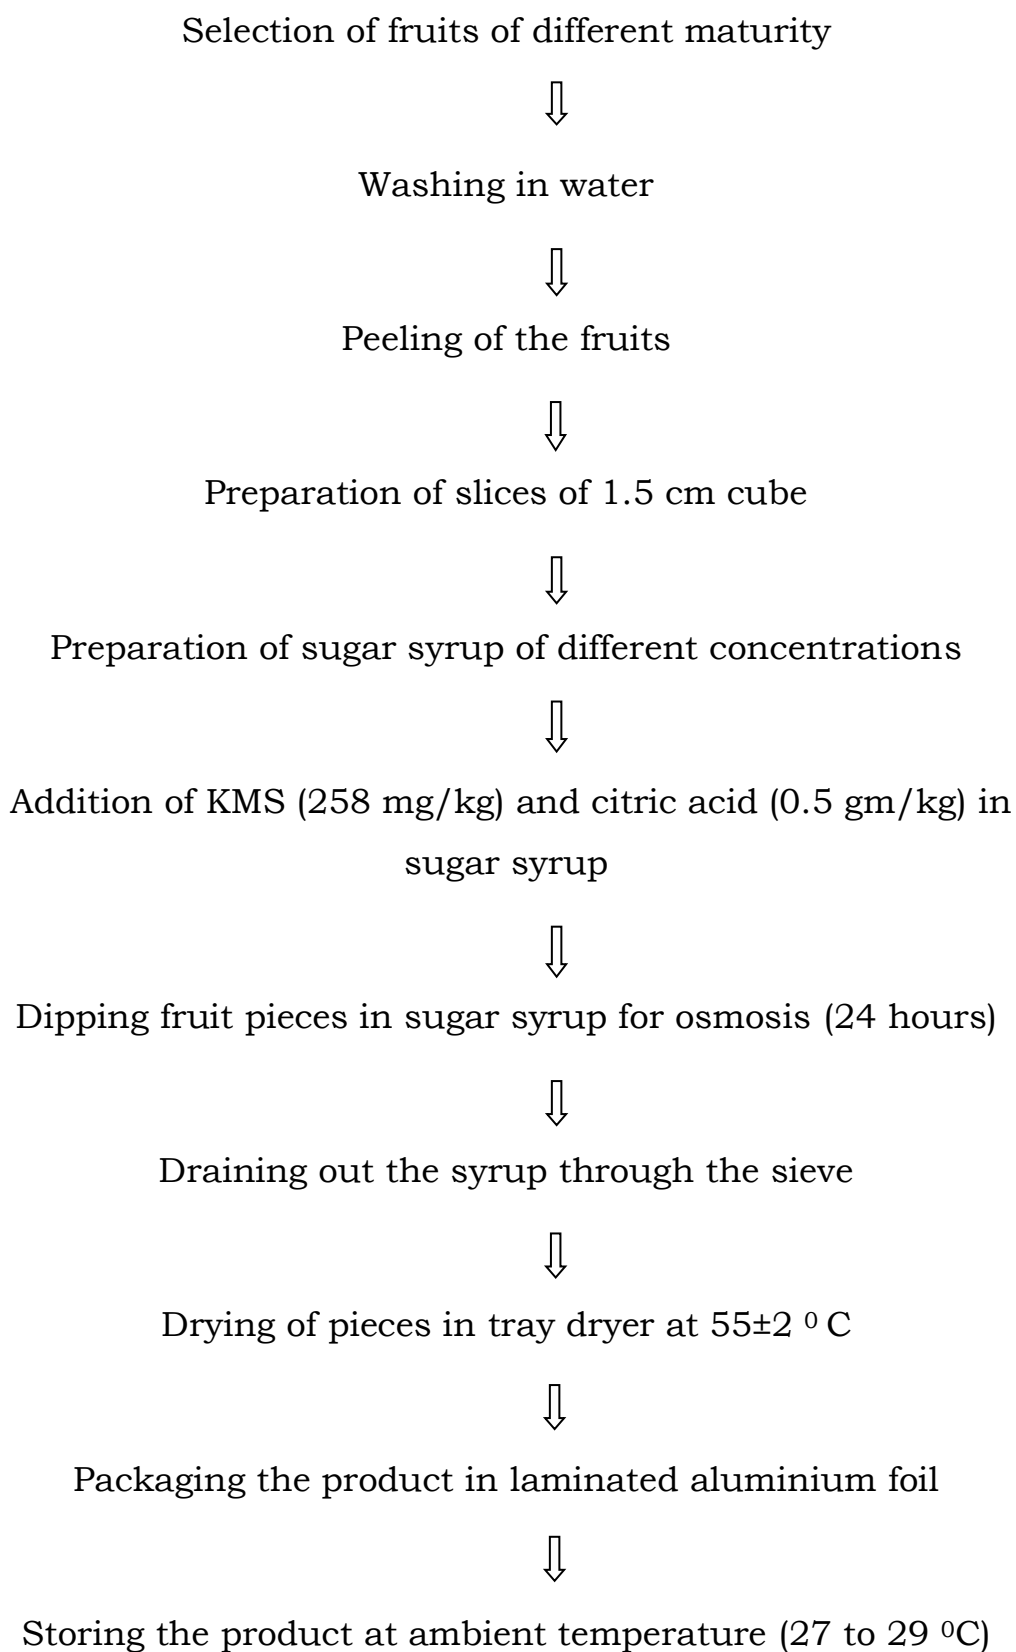 Selection of fruits of different maturity
⇩
Washing in water
⇩
Peeling of the fruits
⇩
Preparation of slices of 1.5 cm cube
⇩
Preparation of sugar syrup of different concentrations
⇩
Addition of KMS (258 mg/kg) and citric acid (0.5 gm/kg) in
sugar syrup
⇩
Dipping fruit pieces in sugar syrup for osmosis (24 hours)
⇩
Draining out the syrup through the sieve
⇩
Drying of pieces in tray dryer at 55±2 ⁰ C
⇩
Packaging the product in laminated aluminium foil
⇩
Storing the product at ambient temperature (27 to 29 ⁰C)